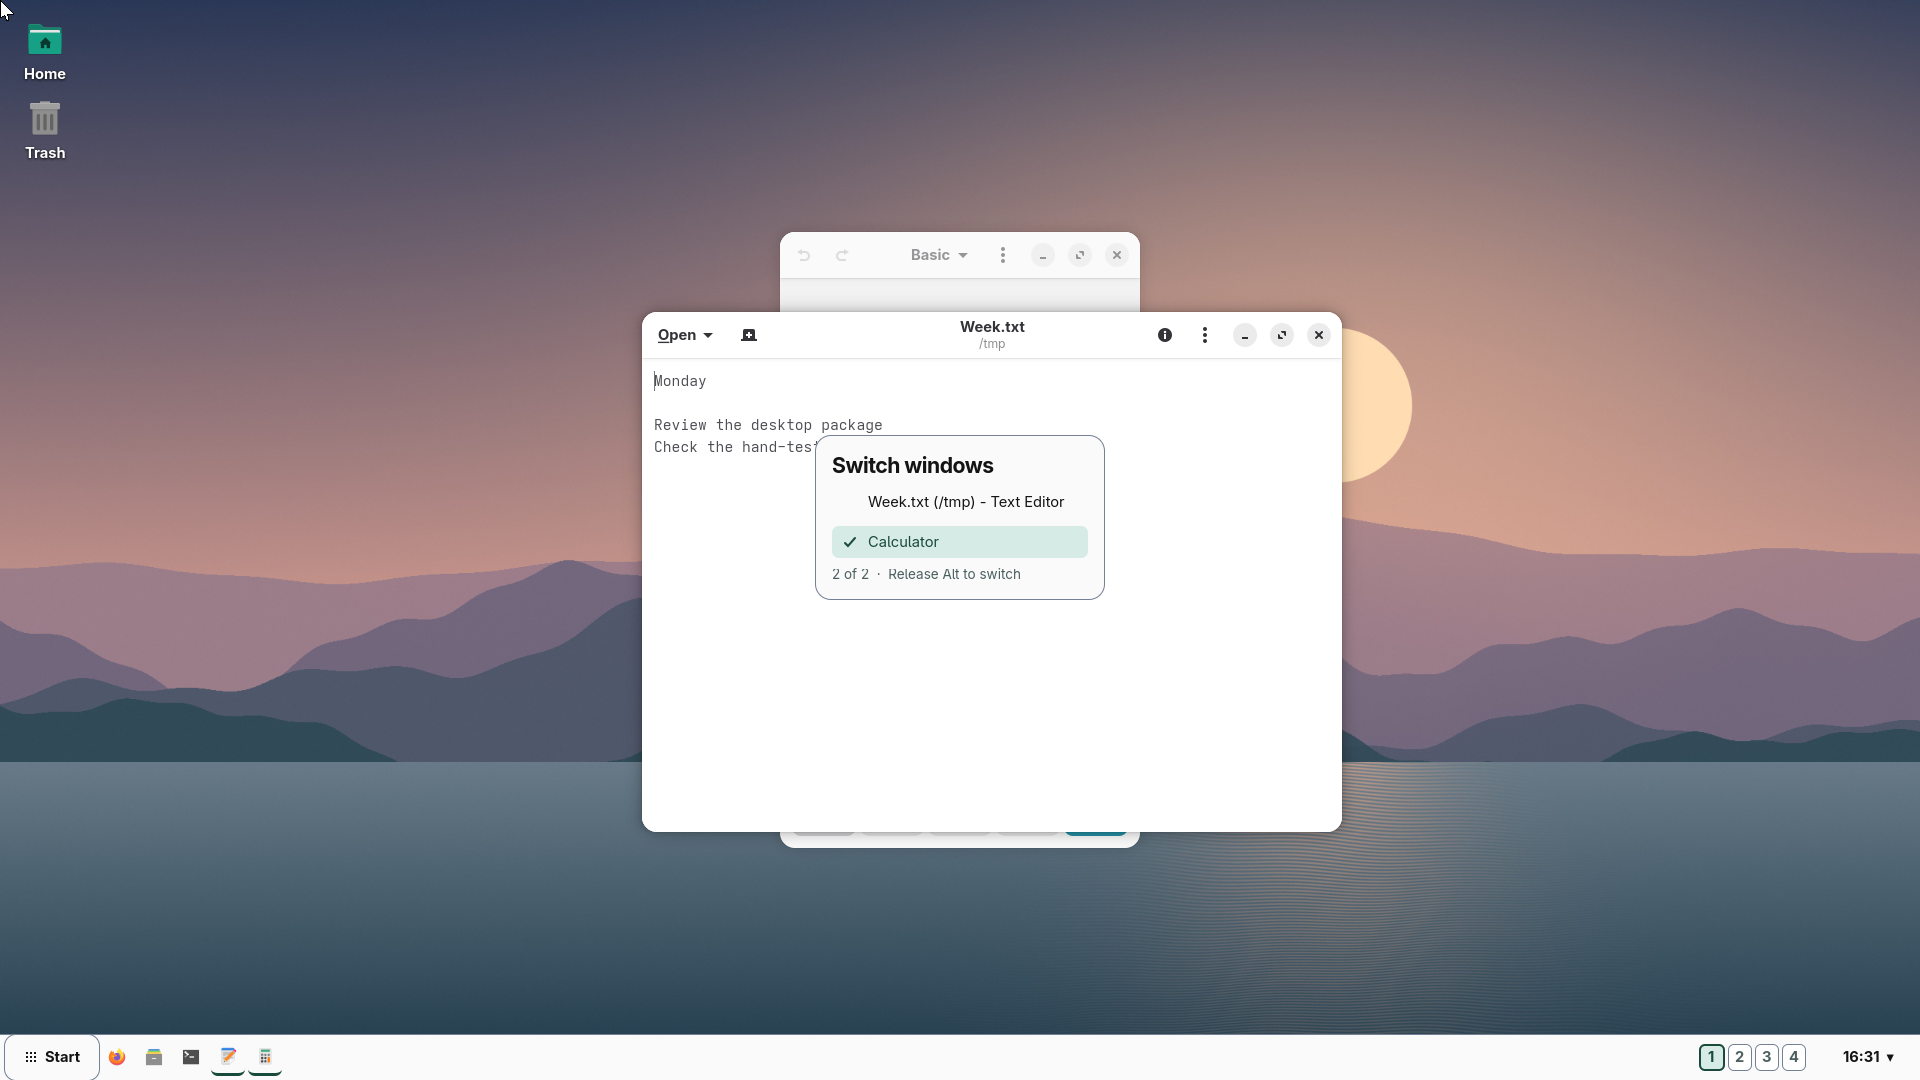 Home
Trash
Basic
Open
Week.txt
/tmp
Monday
Review the desktop package
Check the hand-test
Switch windows
Week.txt (/tmp) - Text Editor
Calculator
2 of 2 · Release Alt to switch
Start
1 2 3 4
16:31